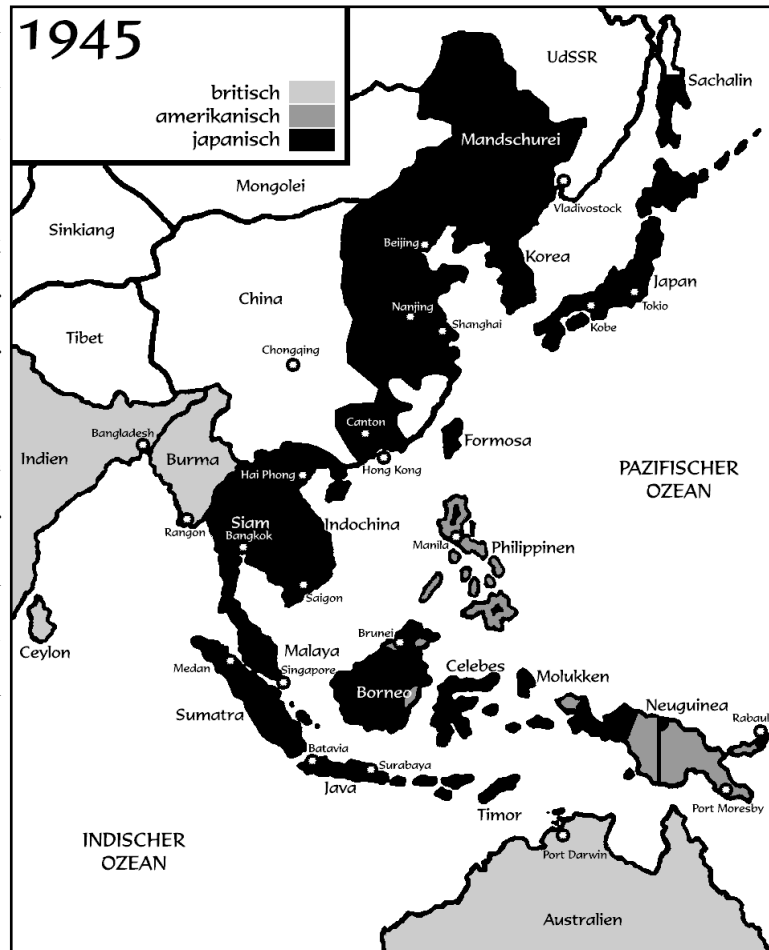 1945
britisch
amerikanisch
japanisch
UdSSR
Sachalin
Mandschurei
Mongolei
Vladivostock
Sinkiang
Beijing
Korea
Japan
China
Nanjing
Tokio
Shanghai
Kobe
Tibet
Chongqing
Canton
Bangladesh
Formosa
Indien
Burma
Hai Phong
Hong Kong
PAZIFISCHER
OZEAN
Siam
Indochina
Rangon
Bangkok
Manila
Philippinen
Saigon
Brunei
Ceylon
Malaya
Medan
Singapore
Celebes
Molukken
Borneo
Neuguinea
Sumatra
Rabaul
Batavia
Surabaya
Java
Port Moresby
Timor
INDISCHER
OZEAN
Port Darwin
Australien